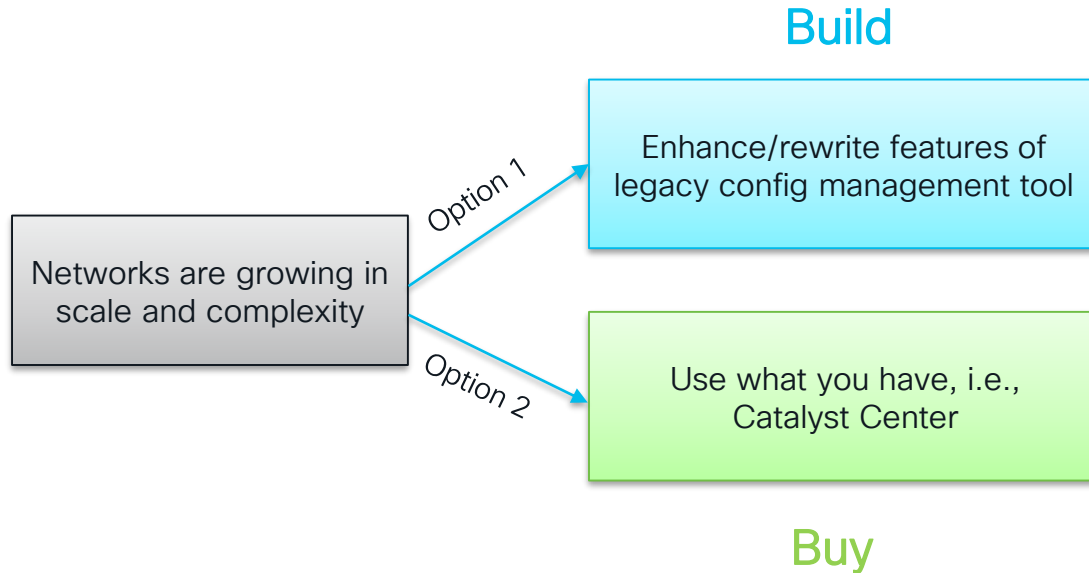 Build
Enhance/rewrite features of
legacy config management tool
Option 1
Networks are growing in
scale and complexity
Option 2
Use what you have, i.e.,
Catalyst Center
Buy